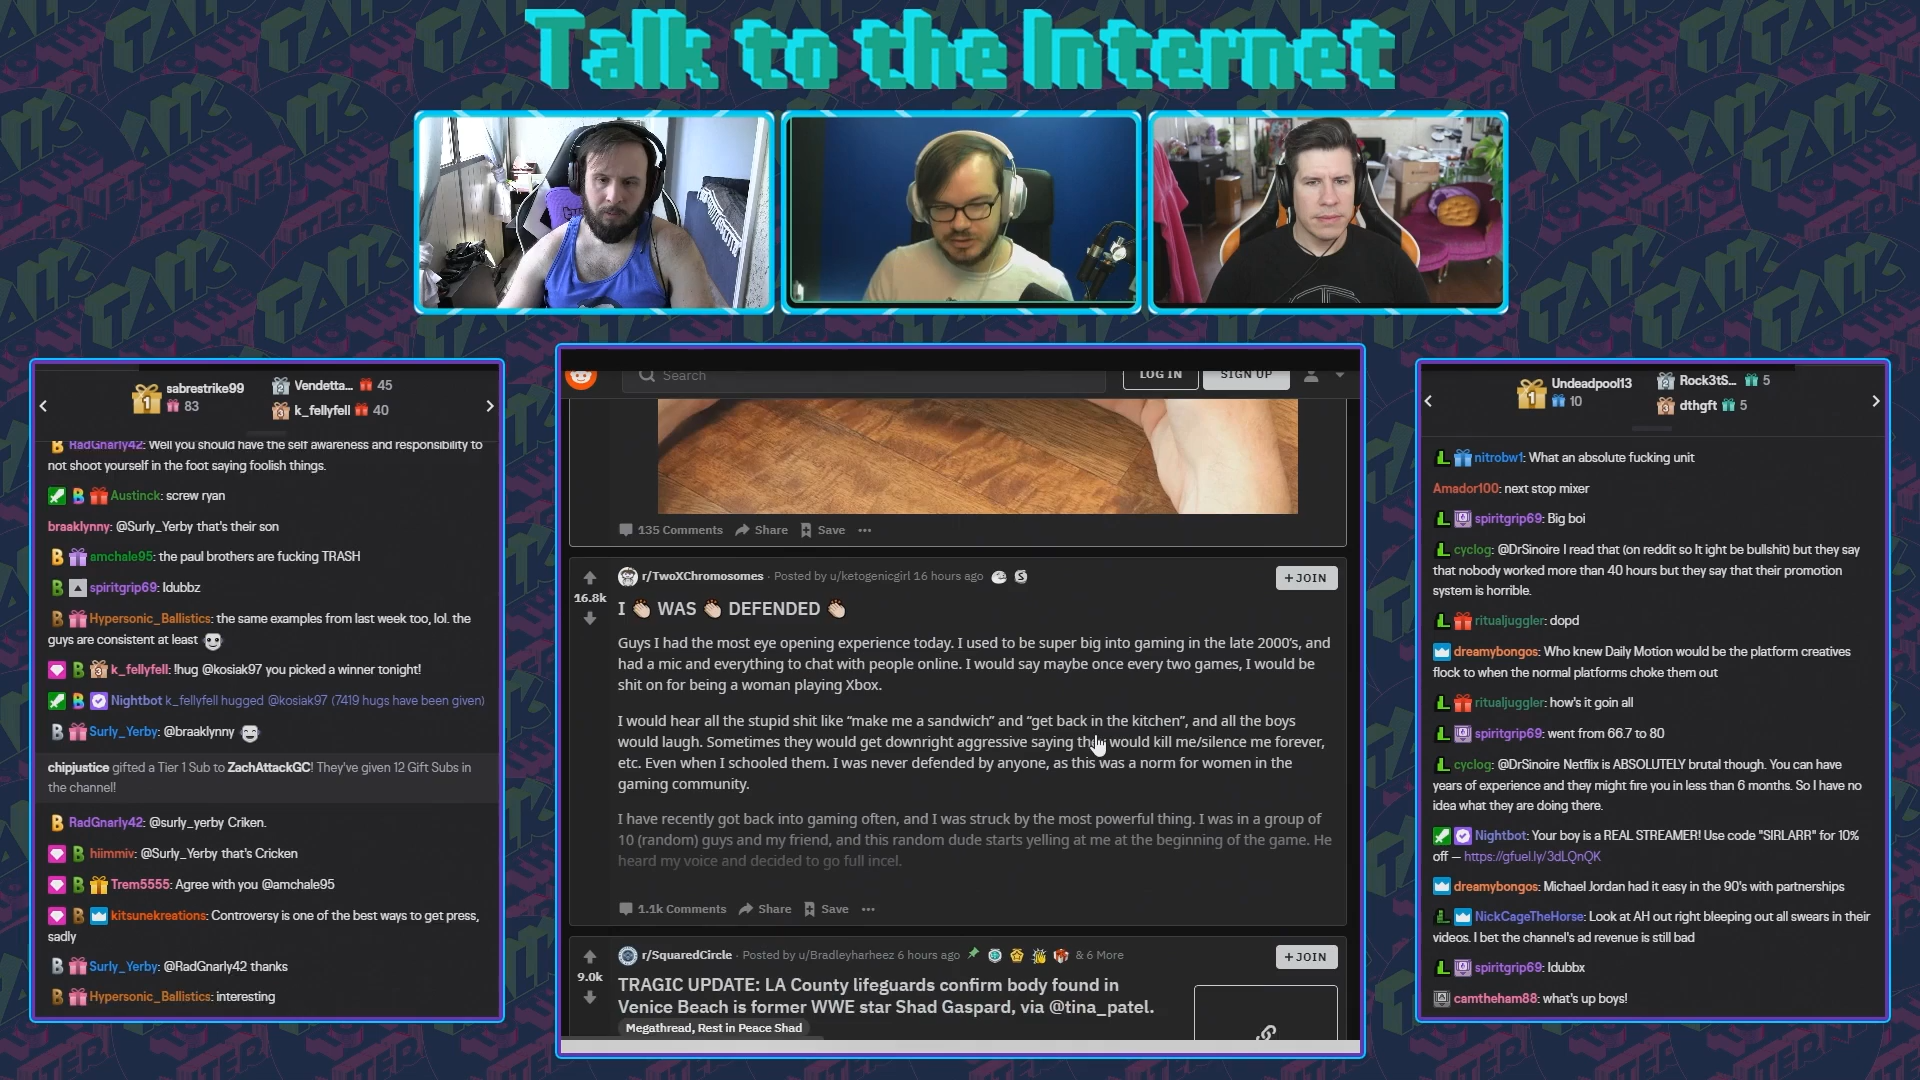 Talk to the Internet
sabrestrike99
83
Vendetta... 45
k_fellyfell 40
RadGnarly42: Well you should have the self awareness and responsibility to
not shoot yourself in the foot saying foolish things.
Austinck: screw ryan
braaklynny: @Surly_Yerby that's their son
amchale95: the paul brothers are fucking TRASH
spiritgrip69: Idubbz
Hypersonic_Ballistics: the same examples from last week too, lol. the
guys are consistent at least
k_fellyfell: !hug @kosiak97 you picked a winner tonight!
Nightbot k_fellyfell hugged @kosiak97 (7419 hugs have been given)
Surly_Yerby: @braaklynny
chipjustice gifted a Tier 1 Sub to ZachAttackGC! They've given 12 Gift Subs in
the channel!
RadGnarly42: @surly_yerby Criken.
hiimmiv: @Surly_Yerby that's Cricken
Trem5555: Agree with you @amchale95
kitsunekreations: Controversy is one of the best ways to get press,
sadly
Surly_Yerby: @RadGnarly42 thanks
Hypersonic_Ballistics: interesting
Search
LOG IN
SIGN UP
135 Comments Share Save
16.8k
r/TwoXChromosomes · Posted by u/ketogenicgirl 16 hours ago
+ JOIN
I 👏 WAS 👏 DEFENDED 👏
Guys I had the most eye opening experience today. I used to be super big into gaming in the late 2000's, and
had a mic and everything to chat with people online. I would say maybe once every two games, I would be
shit on for being a woman playing Xbox.
I would hear all the stupid shit like “make me a sandwich” and “get back in the kitchen”, and all the boys
would laugh. Sometimes they would get downright aggressive saying they would kill me/silence me forever,
etc. Even when I schooled them. I was never defended by anyone, as this was a norm for women in the
gaming community.
I have recently got back into gaming often, and I was struck by the most powerful thing. I was in a group of
10 (random) guys and my friend, and this random dude starts yelling at me at the beginning of the game. He
heard my voice and decided to go full incel.
1.1k Comments Share Save
9.0k
r/SquaredCircle · Posted by u/Bradleyharheez 6 hours ago & 6 More
+ JOIN
TRAGIC UPDATE: LA County lifeguards confirm body found in
Venice Beach is former WWE star Shad Gaspard, via @tina_patel.
Megathread, Rest in Peace Shad
Undeadpool13
10
Rock3tS... 5
dthgft 5
nitrobw1: What an absolute fucking unit
Amador100: next stop mixer
spiritgrip69: Big boi
cyclog: @DrSinoire I read that (on reddit so It ight be bullshit) but they say
that nobody worked more than 40 hours but they say that their promotion
system is horrible.
ritualjuggler: dopd
dreamybongos: Who knew Daily Motion would be the platform creatives
flock to when the normal platforms choke them out
ritualjuggler: how's it goin all
spiritgrip69: went from 66.7 to 80
cyclog: @DrSinoire Netflix is ABSOLUTELY brutal though. You can have
years of experience and they might fire you in less than 6 months. So I have no
idea what they are doing there.
Nightbot: Your boy is a REAL STREAMER! Use code "SIRLARR" for 10%
off — https://gfuel.ly/3dLQnQK
dreamybongos: Michael Jordan had it easy in the 90's with partnerships
NickCageTheHorse: Look at AH out right bleeping out all swears in their
videos. I bet the channel's ad revenue is still bad
spiritgrip69: Idubbx
camtheham88: what's up boys!